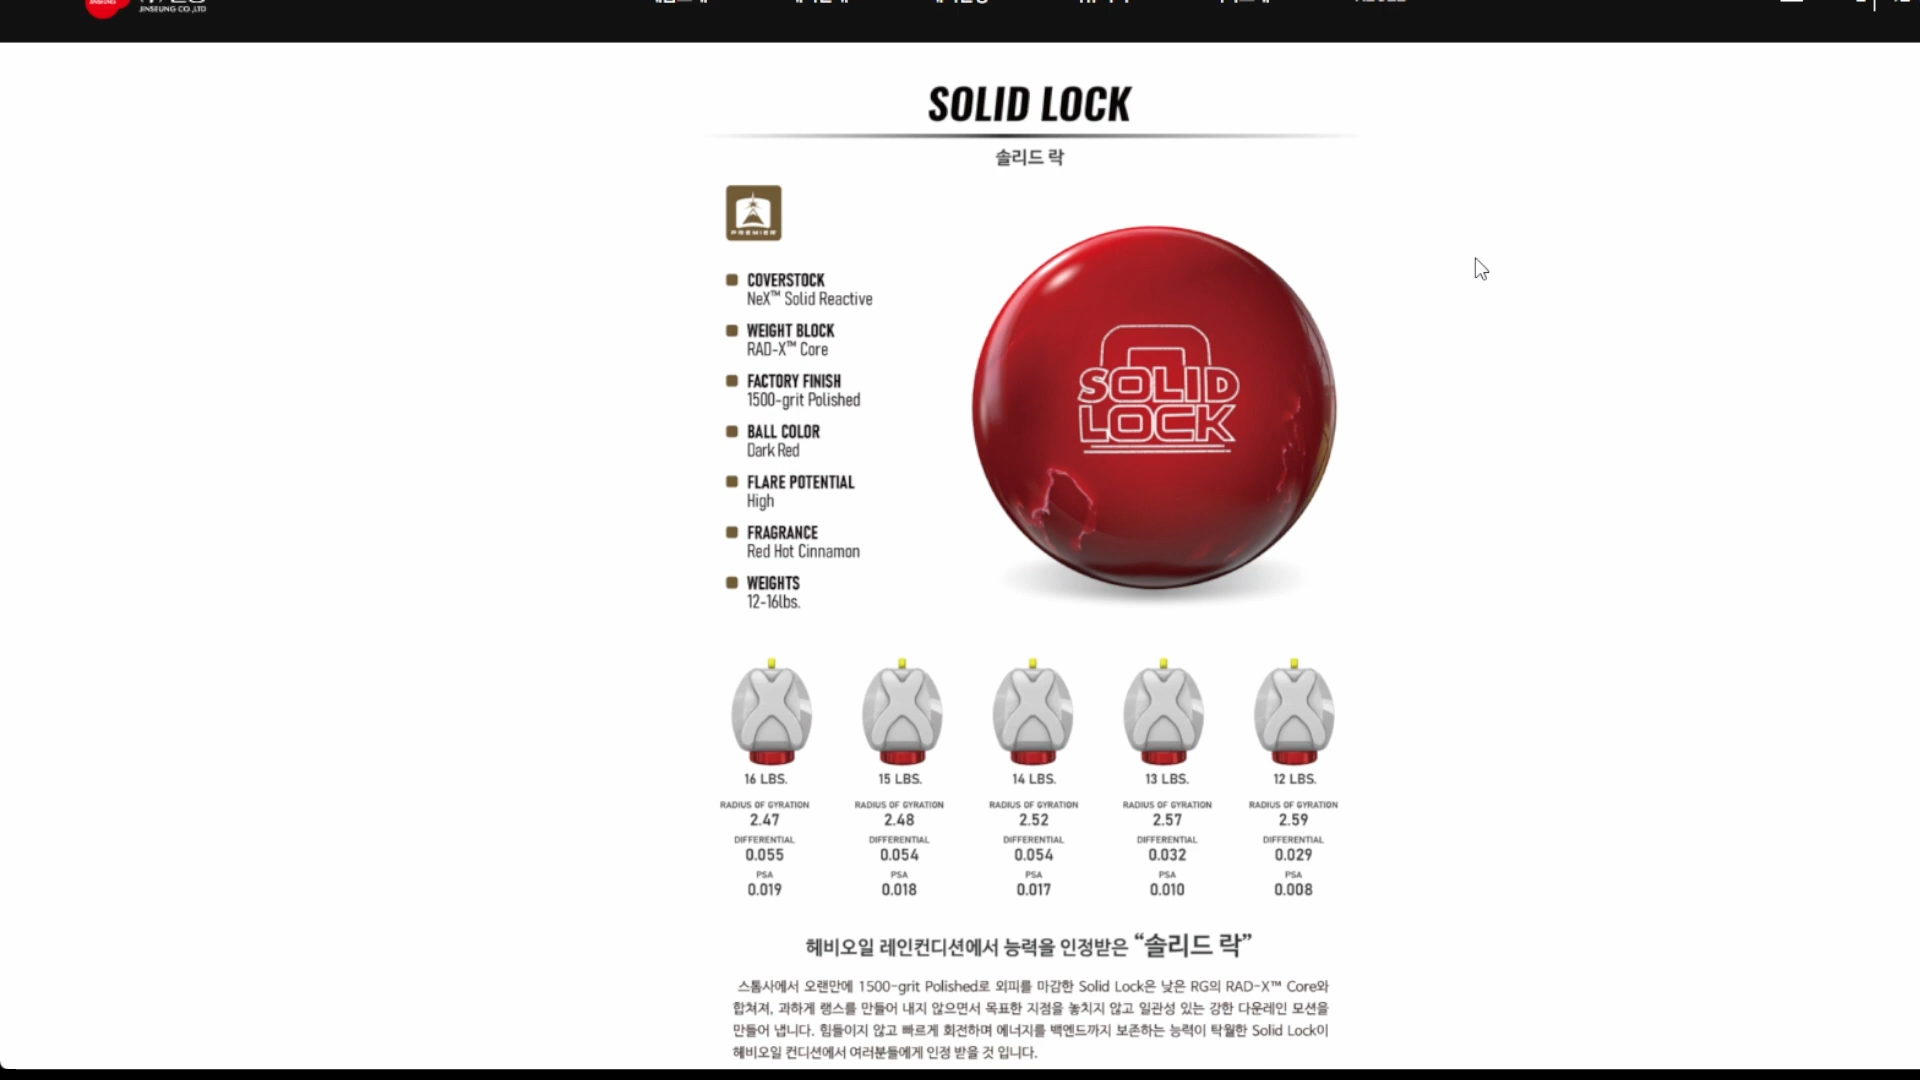 JINSEUNG
JINSEUNG CO.,LTD
SOLID LOCK
솔리드 락
PREMIER
COVERSTOCK
NeX™ Solid Reactive
WEIGHT BLOCK
RAD-X™ Core
FACTORY FINISH
1500-grit Polished
BALL COLOR
Dark Red
FLARE POTENTIAL
High
FRAGRANCE
Red Hot Cinnamon
WEIGHTS
12-16lbs.
SOLID
LOCK
16 LBS. 15 LBS. 14 LBS. 13 LBS. 12 LBS.
RADIUS OF GYRATION RADIUS OF GYRATION RADIUS OF GYRATION RADIUS OF GYRATION RADIUS OF GYRATION
2.47 2.48 2.52 2.57 2.59
DIFFERENTIAL DIFFERENTIAL DIFFERENTIAL DIFFERENTIAL DIFFERENTIAL
0.055 0.054 0.054 0.032 0.029
PSA PSA PSA PSA PSA
0.019 0.018 0.017 0.010 0.008
헤비오일 레인컨디션에서 능력을 인정받은 “솔리드 락”
스톰사에서 오랜만에 1500-grit Polished로 외피를 마감한 Solid Lock은 낮은 RG의 RAD-X™ Core와
합쳐져, 과하게 랭스를 만들어 내지 않으면서 목표한 지점을 놓치지 않고 일관성 있는 강한 다운레인 모션을
만들어 냅니다. 힘들이지 않고 빠르게 회전하며 에너지를 백엔드까지 보존하는 능력이 탁월한 Solid Lock이
헤비오일 컨디션에서 여러분들에게 인정 받을 것 입니다.